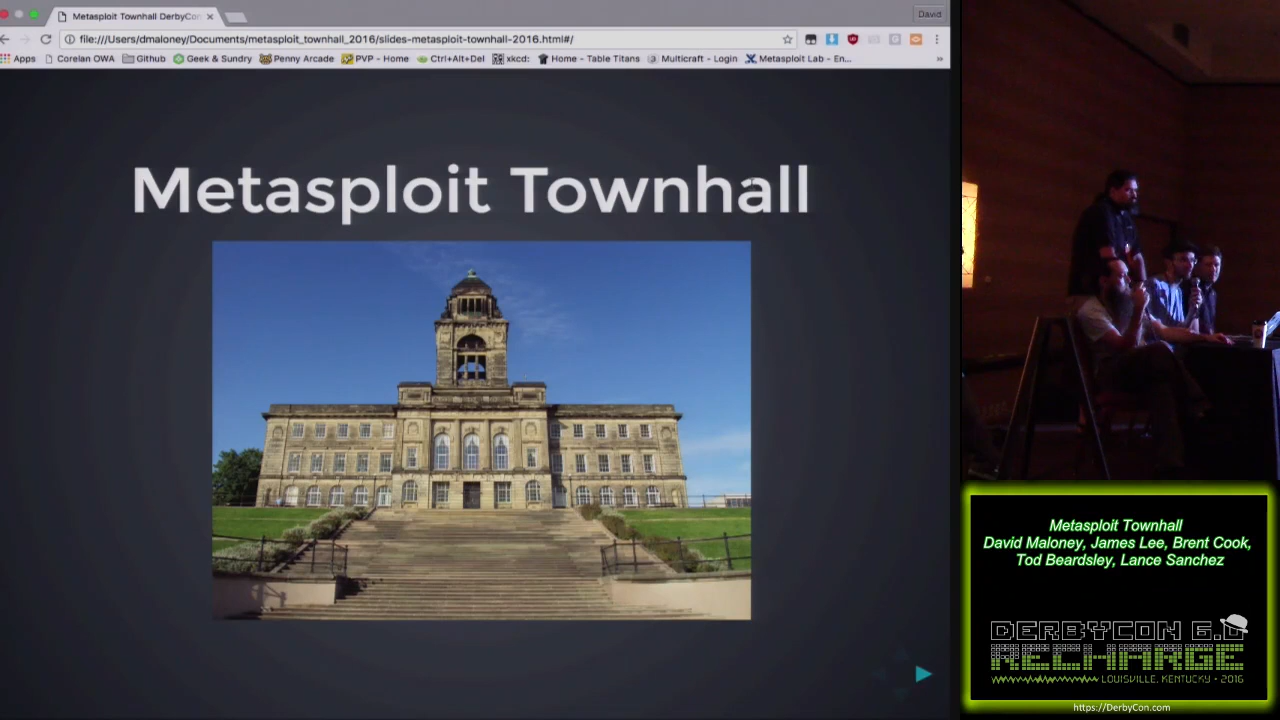 Metasploit Townhall DerbyCon
David
file:///Users/dmaloney/Documents/metasploit_townhall_2016/slides-metasploit-townhall-2016.html#/
Apps Corelan OWA Github Geek & Sundry Penny Arcade PVP - Home Ctrl+Alt+Del xkcd: Home - Table Titans Multicraft - Login Metasploit Lab - En... »
Metasploit Townhall
Metasploit Townhall
David Maloney, James Lee, Brent Cook,
Tod Beardsley, Lance Sanchez
DERBYCON 6.0
RECHARGE
LOUISVILLE, KENTUCKY • 2016
https://DerbyCon.com